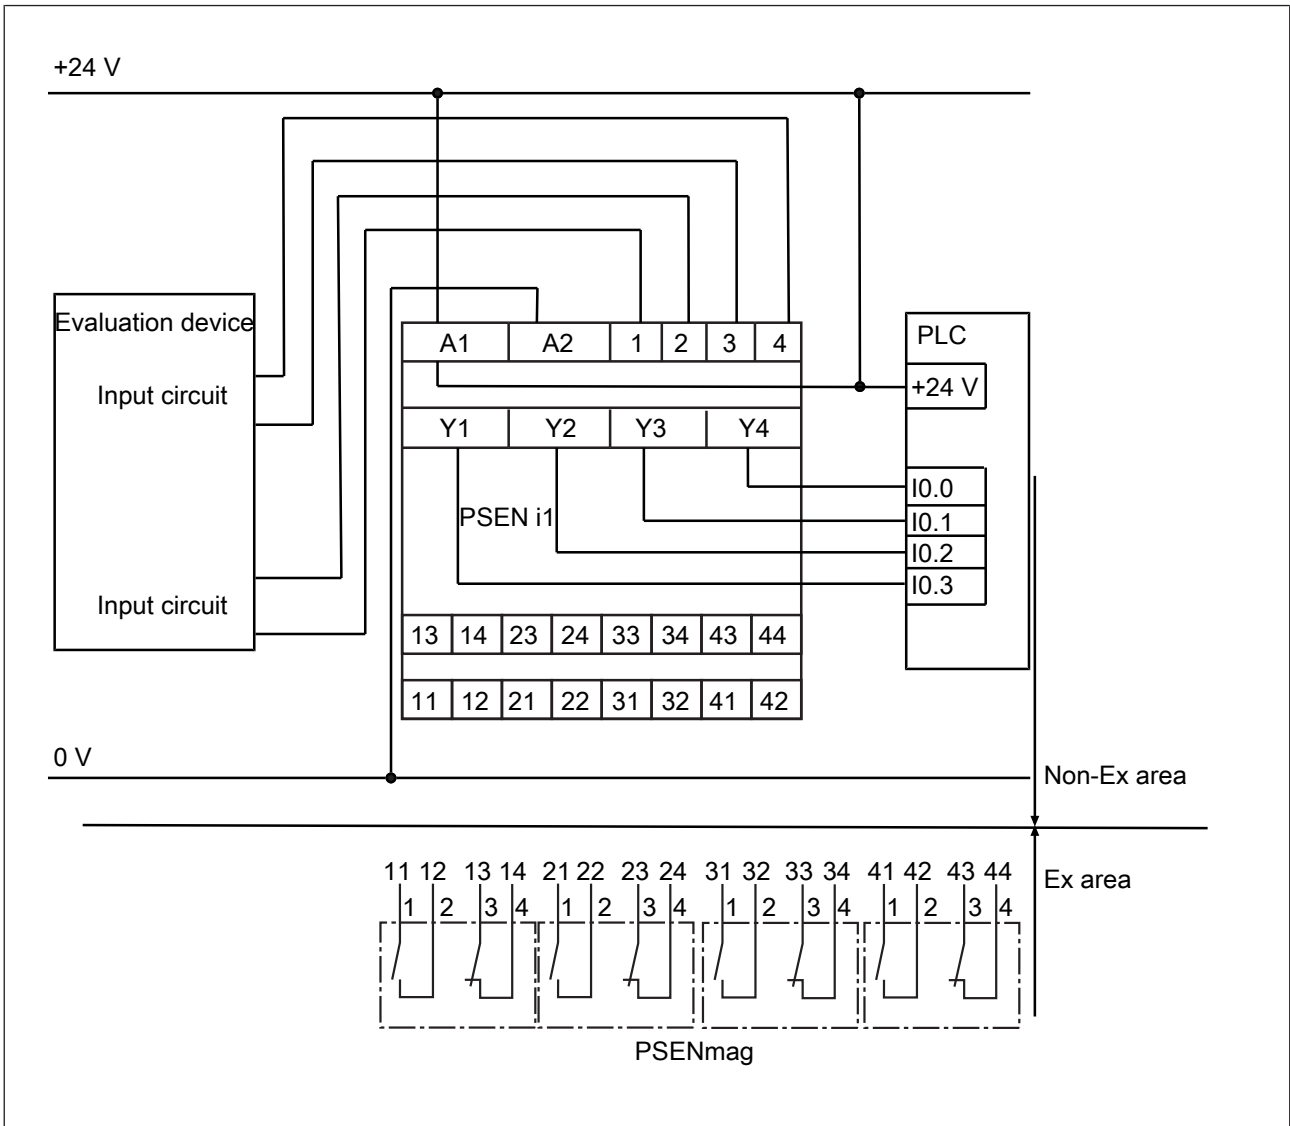 +24 V
Evaluation device
Input circuit
Input circuit
A1 A2 1 2 3 4
Y1 Y2 Y3 Y4
PSEN i1
13 14 23 24 33 34 43 44
11 12 21 22 31 32 41 42
PLC
+24 V
I0.0
I0.1
I0.2
I0.3
0 V
Non-Ex area
Ex area
11 12 13 14 21 22 23 24 31 32 33 34 41 42 43 44
1 2 3 4 1 2 3 4 1 2 3 4 1 2 3 4
PSENmag